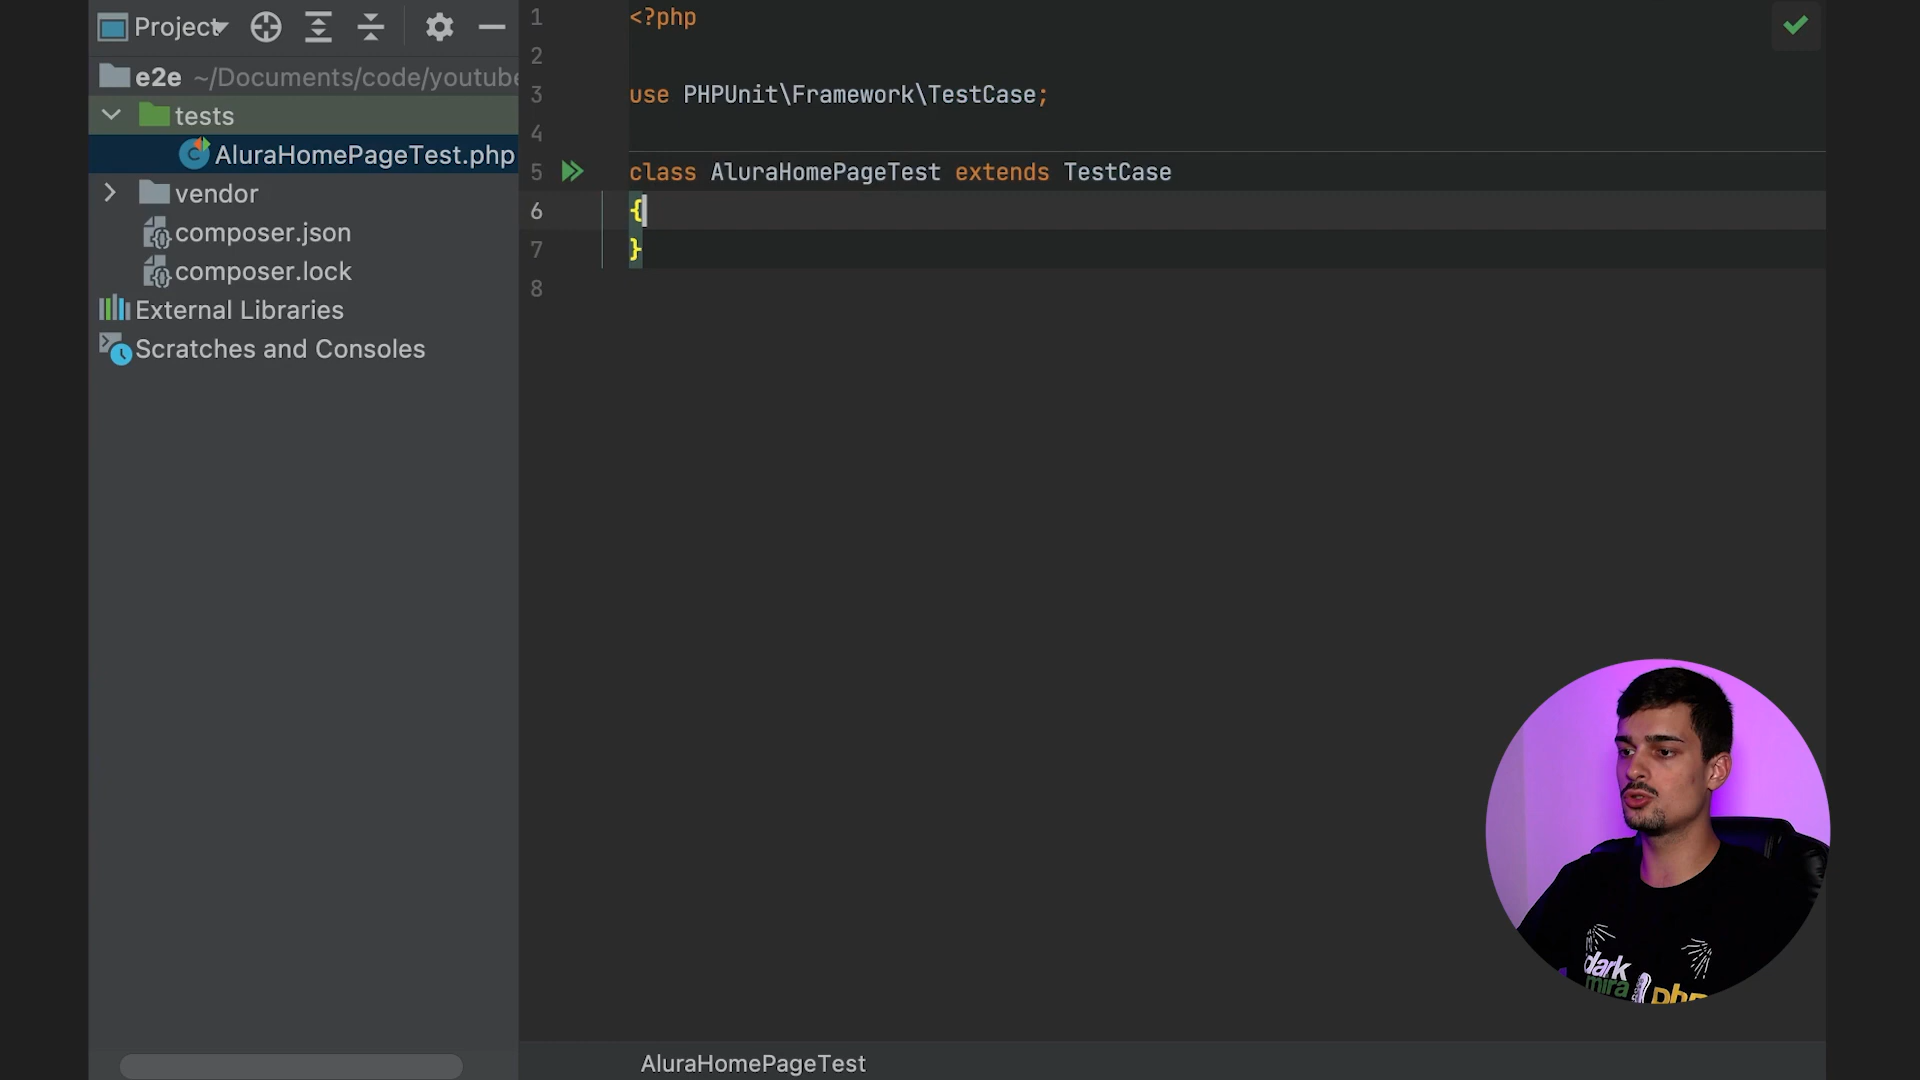 Project
e2e ~/Documents/code/youtube
tests
AluraHomePageTest.php
vendor
composer.json
composer.lock
External Libraries
Scratches and Consoles
1 <?php
2
3 use PHPUnit\Framework\TestCase;
4
5 class AluraHomePageTest extends TestCase
6 {
7 }
8
AluraHomePageTest
dark
mira
php